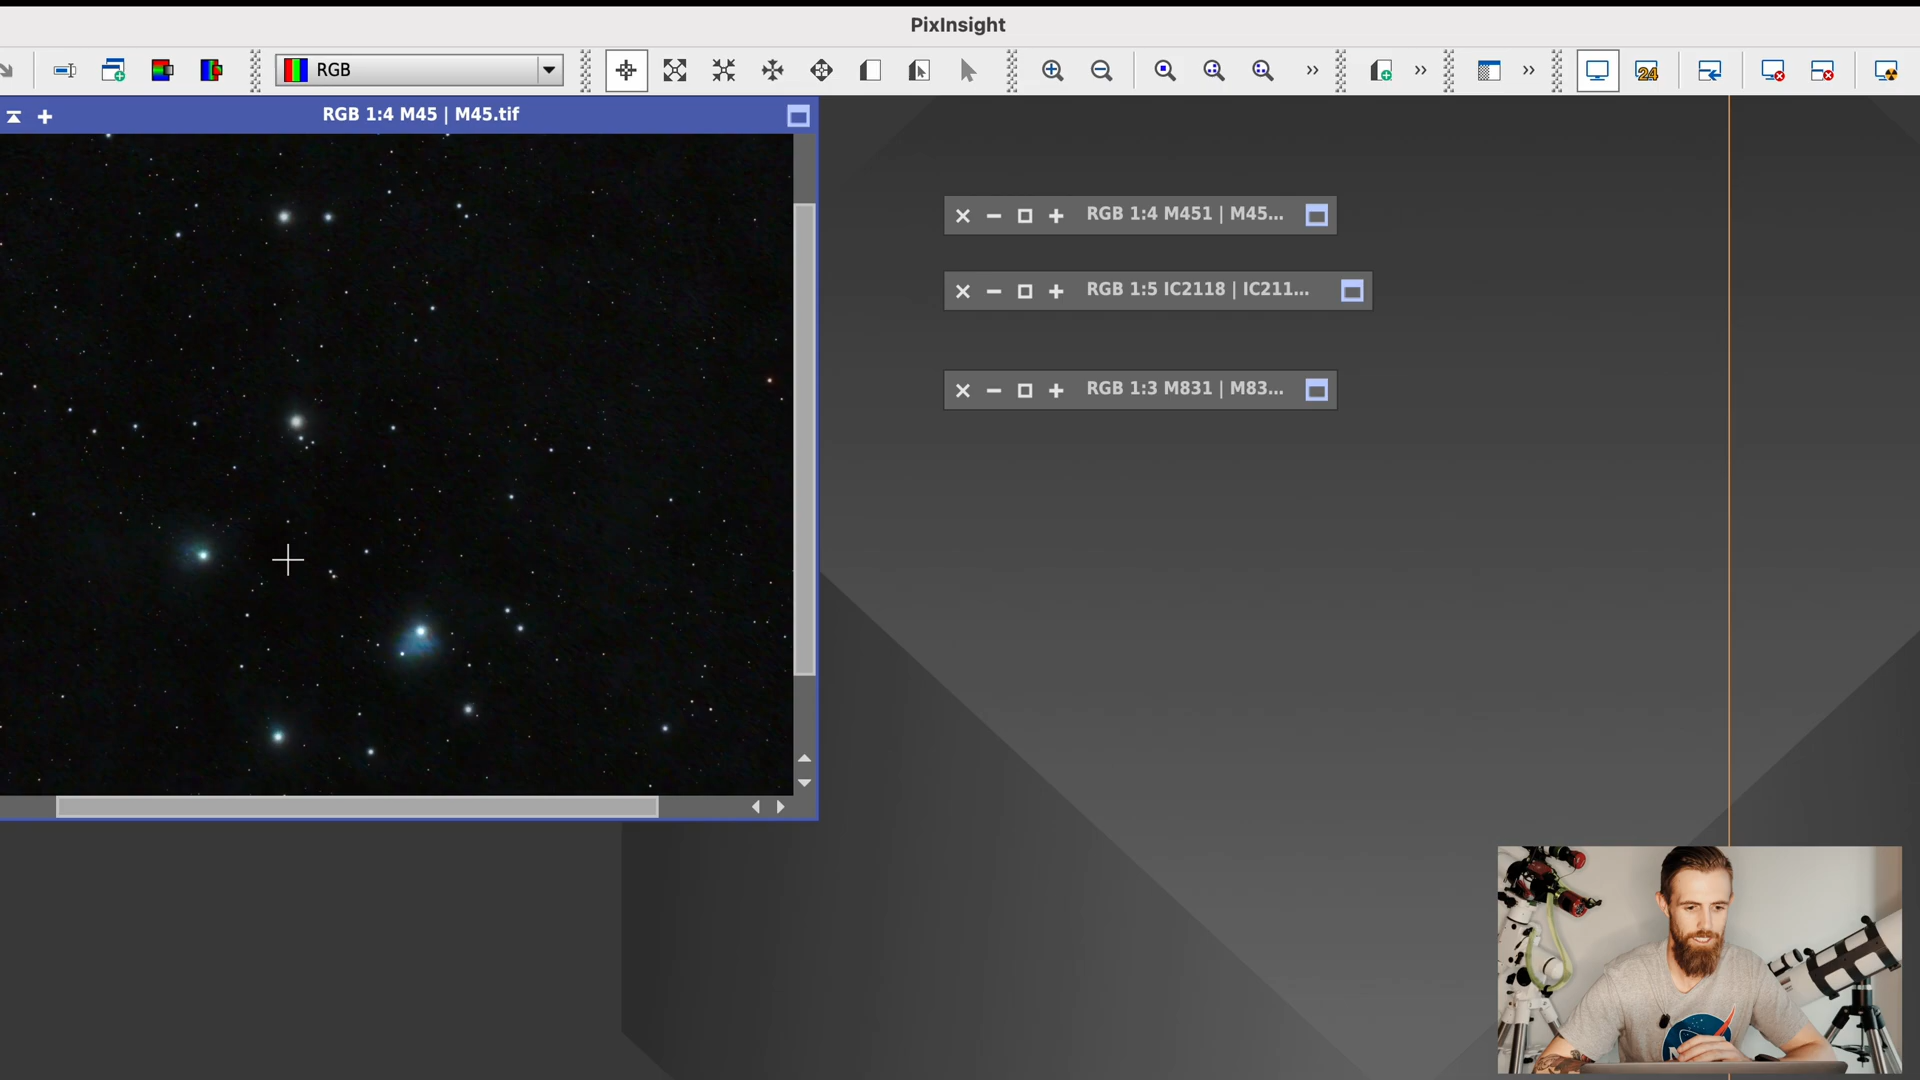 PixInsight
RGB
24
RGB 1:4 M45 | M45.tif
RGB 1:4 M451 | M45...
RGB 1:5 IC2118 | IC211...
RGB 1:3 M831 | M83...